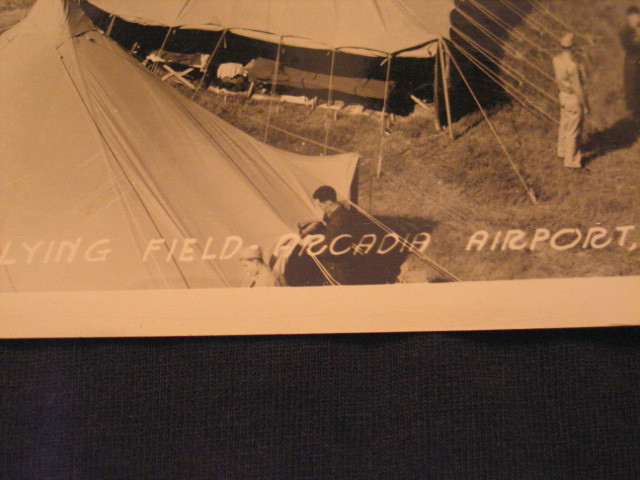 LYING FIELD - ARCADIA AIRPORT,